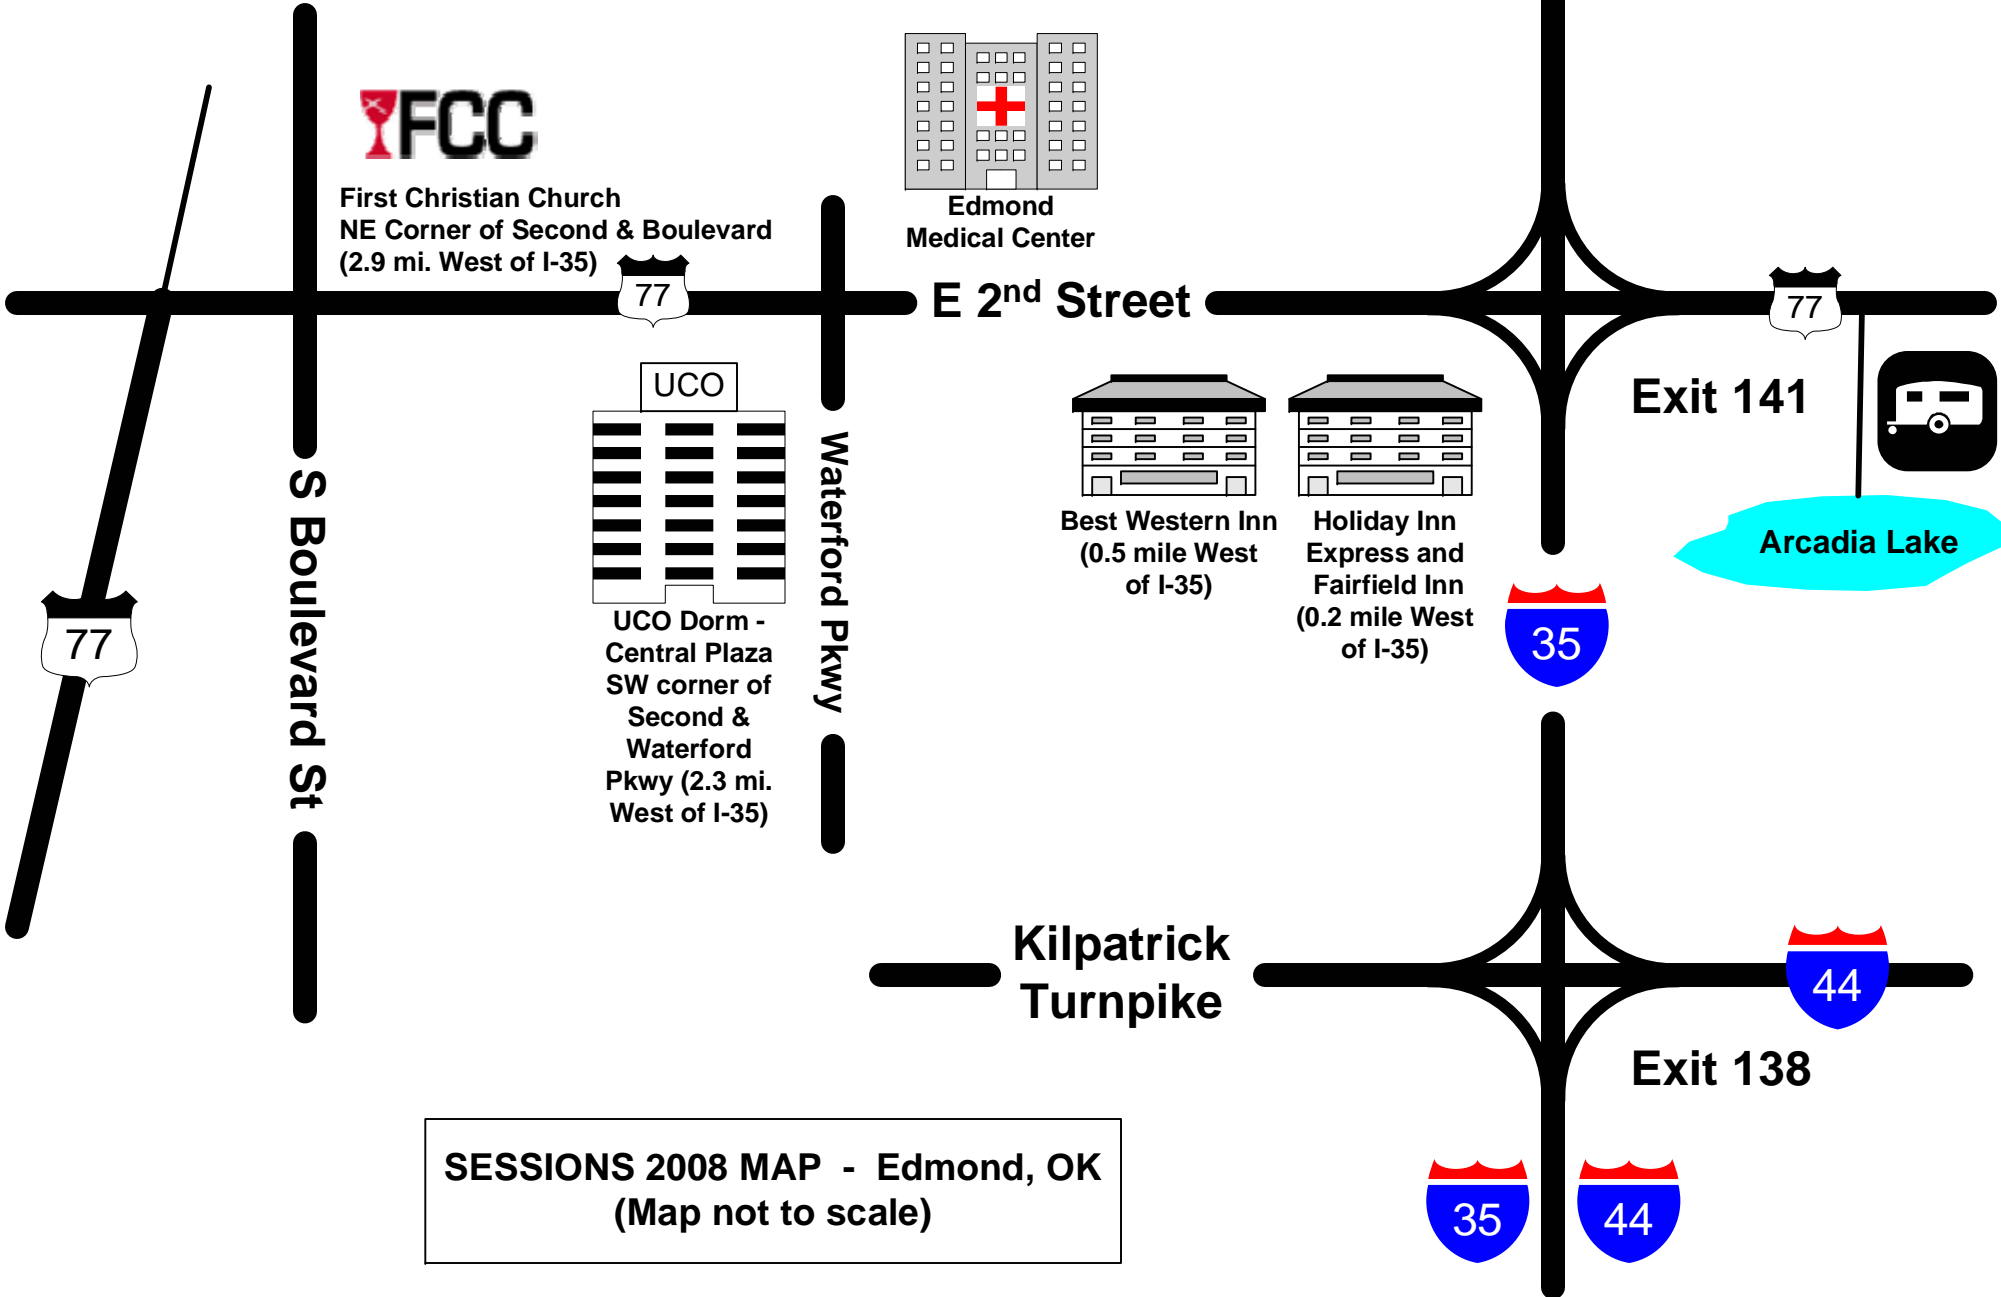 FCC
First Christian Church
NE Corner of Second & Boulevard
(2.9 mi. West of I-35)
Edmond
Medical Center
77
E 2nd Street
77
UCO
Exit 141
Best Western Inn
(0.5 mile West
of I-35)
Holiday Inn
Express and
Fairfield Inn
(0.2 mile West
of I-35)
Arcadia Lake
77
S Boulevard St
UCO Dorm -
Central Plaza
SW corner of
Second &
Waterford
Pkwy (2.3 mi.
West of I-35)
Waterford Pkwy
35
Kilpatrick
Turnpike
44
Exit 138
SESSIONS 2008 MAP - Edmond, OK
(Map not to scale)
35
44